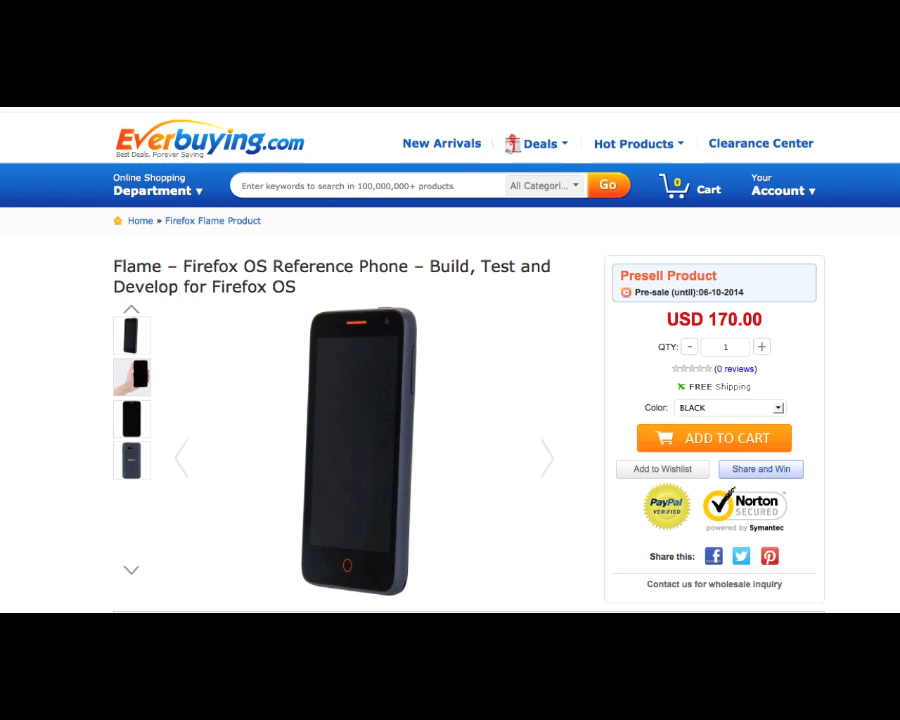 Everbuying.com
Best Deals, Forever Saving
New Arrivals
Deals
Hot Products
Clearance Center
Online Shopping
Department
Enter keywords to search in 100,000,000+ products
All Categori...
Go
0
Cart
Your
Account
Home » Firefox Flame Product
Flame – Firefox OS Reference Phone – Build, Test and
Develop for Firefox OS
Presell Product
Pre-sale (until):06-10-2014
USD 170.00
QTY: - 1 +
(0 reviews)
FREE Shipping
Color: BLACK
ADD TO CART
Add to Wishlist
Share and Win
PayPal
VERIFIED
Norton
SECURED
powered by Symantec
Share this:
Contact us for wholesale inquiry